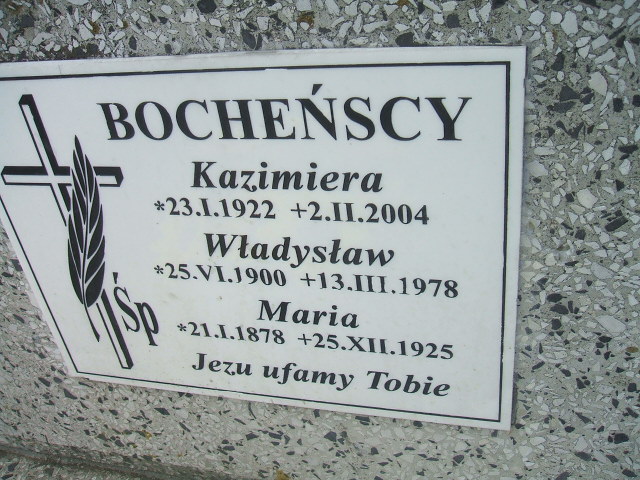 BOCHEŃSCY
Kazimiera
*23.I.1922 +2.II.2004
Władysław
*25.VI.1900 +13.III.1978
Maria
*21.I.1878 +25.XII.1925
Śp
Jezu ufamy Tobie